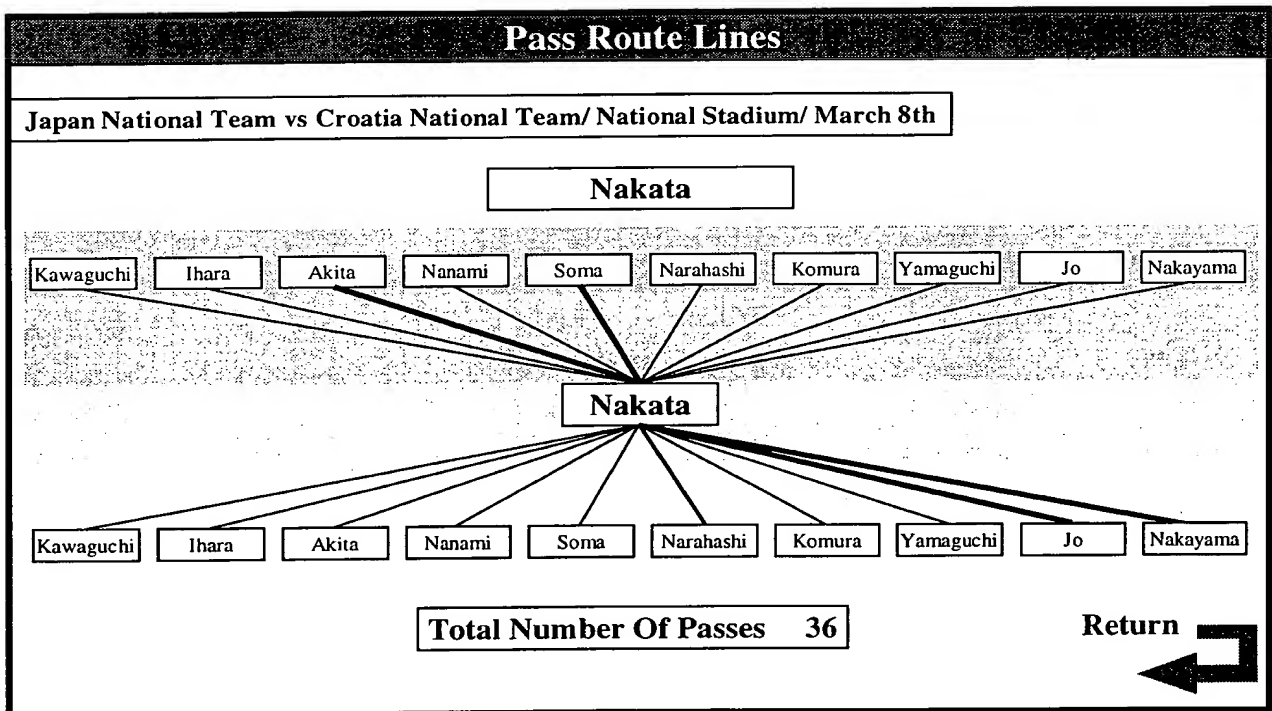 Pass Route Lines
Japan National Team vs Croatia National Team/ National Stadium/ March 8th
Nakata
Kawaguchi Ihara Akita Nanami Soma Narahashi Komura Yamaguchi Jo Nakayama
Nakata
Kawaguchi Ihara Akita Nanami Soma Narahashi Komura Yamaguchi Jo Nakayama
Total Number Of Passes 36
Return